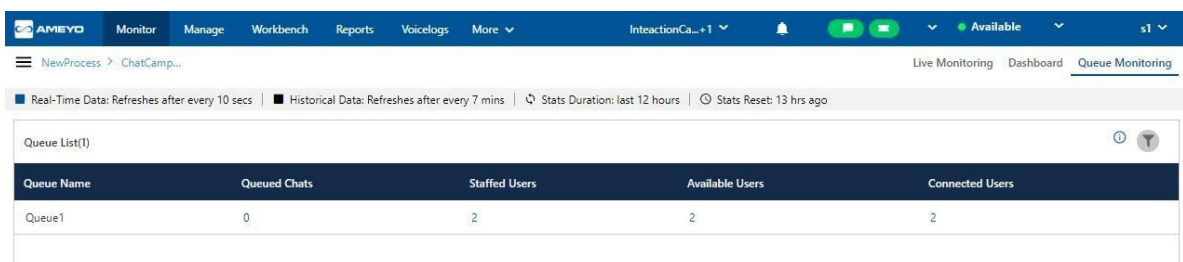 AMEYO Monitor Manage Workbench Reports Voicelogs More InteactionCa...+1 Available s1
NewProcess > ChatCamp... Live Monitoring Dashboard Queue Monitoring
Real-Time Data: Refreshes after every 10 secs | Historical Data: Refreshes after every 7 mins | Stats Duration: last 12 hours | Stats Reset: 13 hrs ago
Queue List(1)
Queue Name Queued Chats Staffed Users Available Users Connected Users
Queue1 0 2 2 2